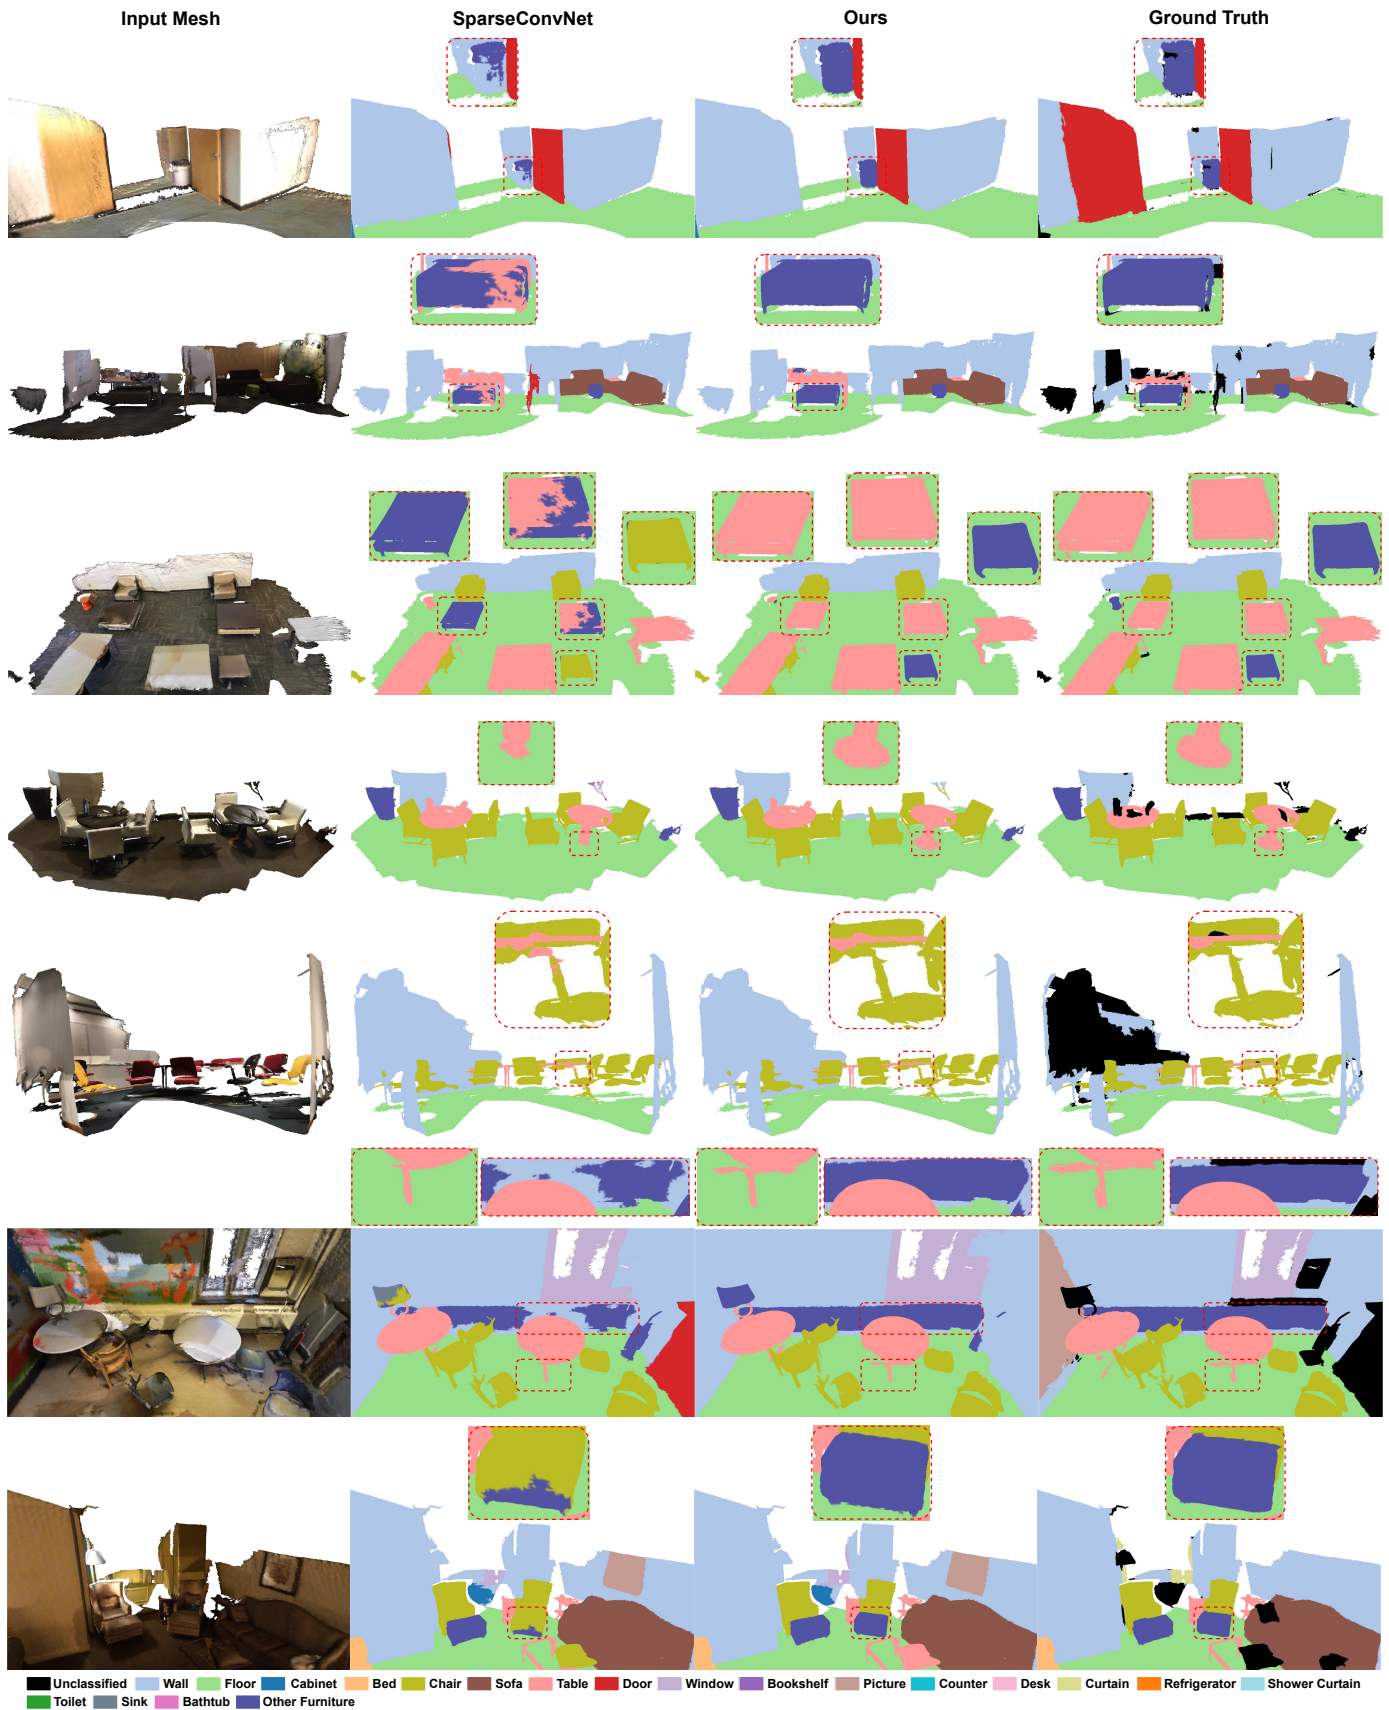 Input Mesh SparseConvNet Ours Ground Truth
Unclassified Wall Floor Cabinet Bed Chair Sofa Table Door Window Bookshelf Picture Counter Desk Curtain Refrigerator Shower Curtain
Toilet Sink Bathtub Other Furniture